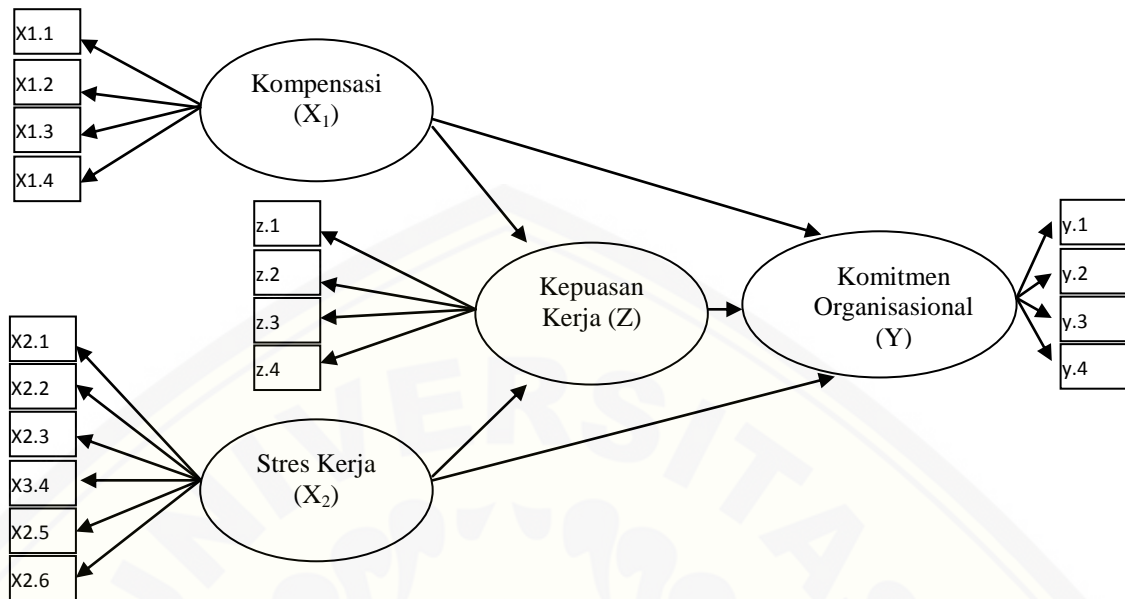 X1.1
X1.2
X1.3
X1.4
Kompensasi
(X₁)
z.1
z.2
z.3
z.4
Kepuasan
Kerja (Z)
Komitmen
Organisasional
(Y)
y.1
y.2
y.3
y.4
X2.1
X2.2
X2.3
X3.4
X2.5
X2.6
Stres Kerja
(X₂)
UNIVERSITAS